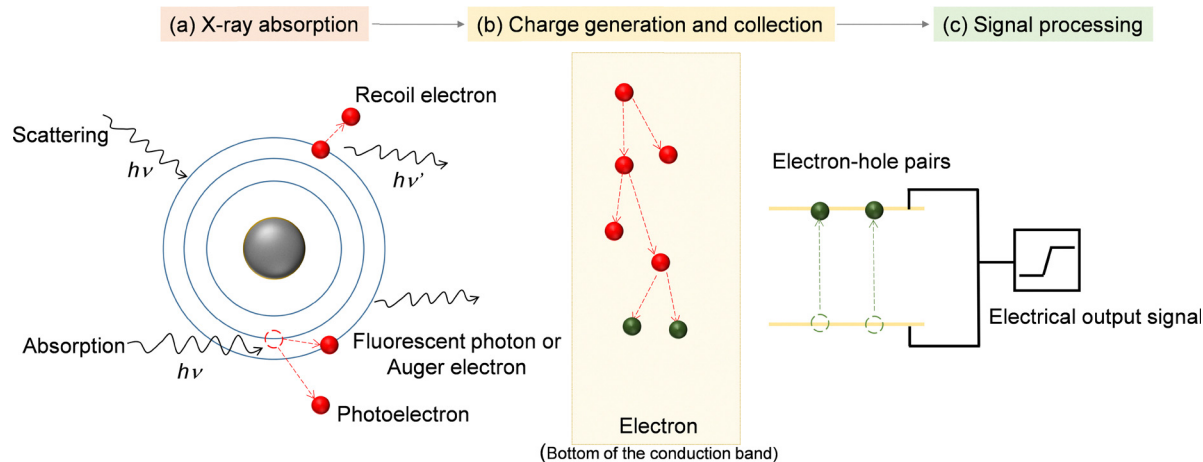 (a) X-ray absorption
(b) Charge generation and collection
(c) Signal processing
Recoil electron
Scattering
hν
hν'
Absorption
hν
Fluorescent photon or
Auger electron
Photoelectron
Electron
(Bottom of the conduction band)
Electron-hole pairs
Electrical output signal